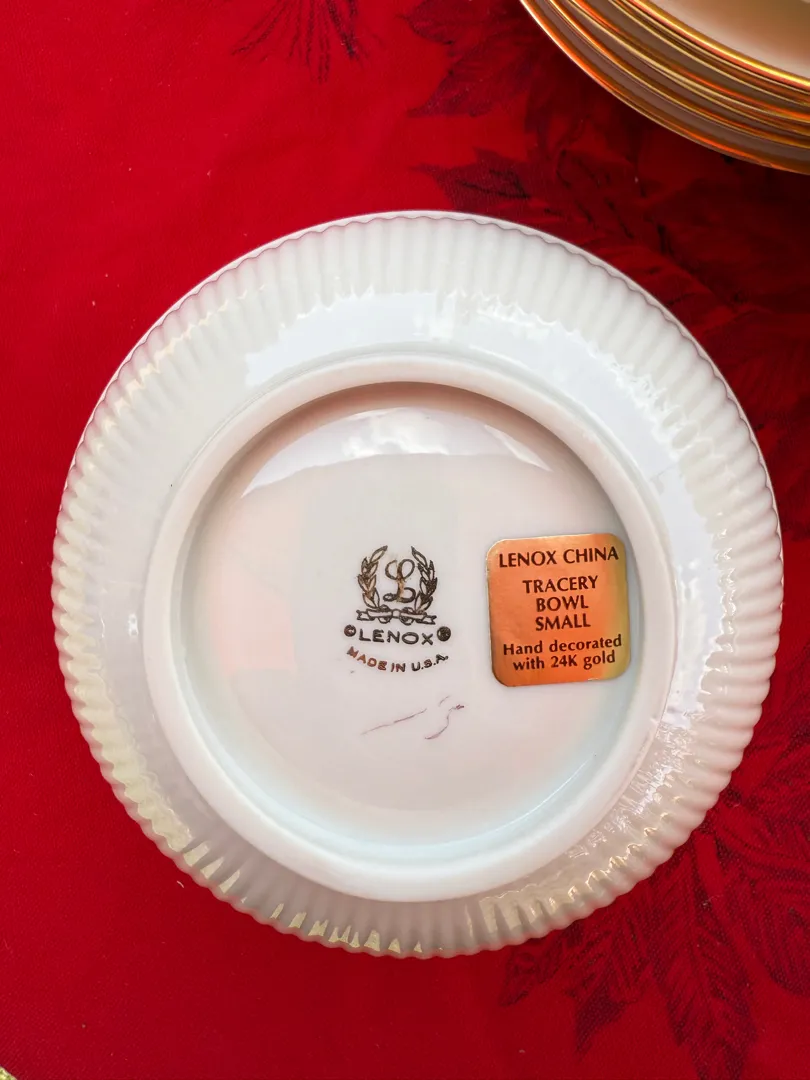 L
©LENOX®
MADE IN U.S.A.
LENOX CHINA
TRACERY
BOWL
SMALL
Hand decorated
with 24K gold